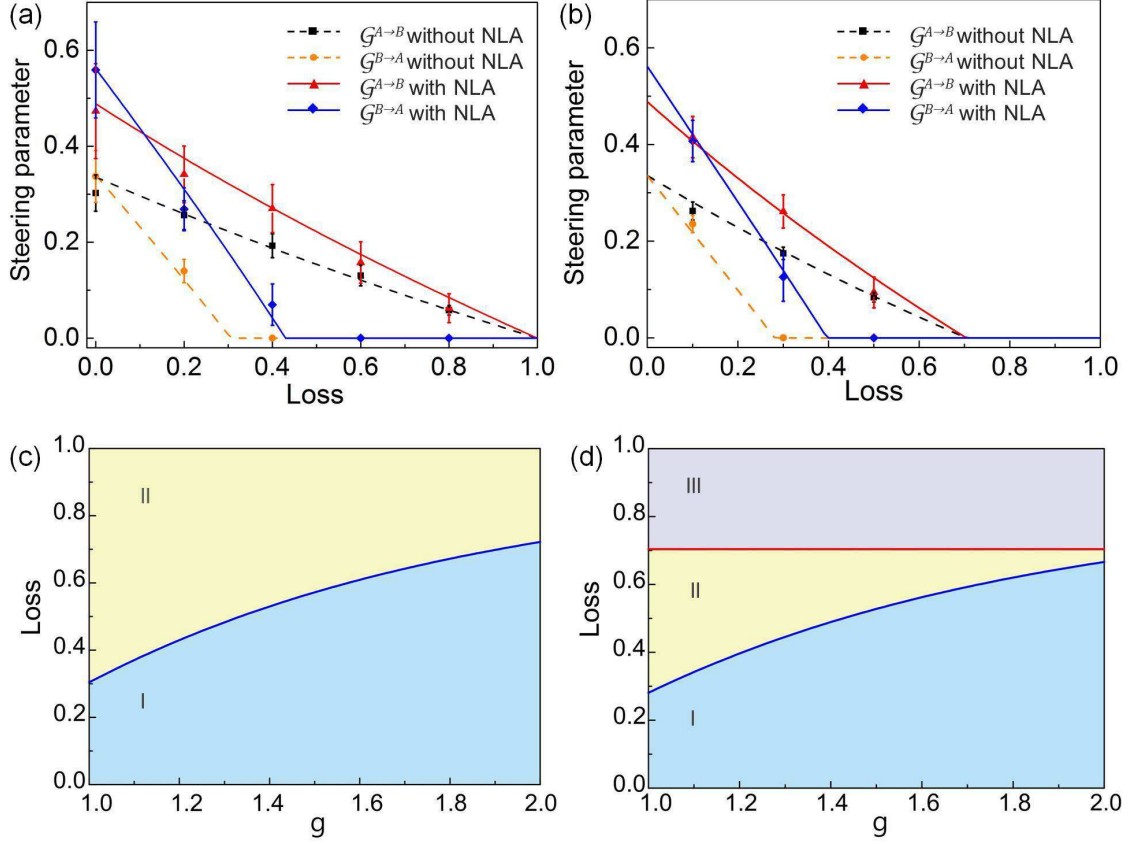 (a)
Steering parameter
0.6
0.4
0.2
0.0
𝒢^{A→B} without NLA
𝒢^{B→A} without NLA
𝒢^{A→B} with NLA
𝒢^{B→A} with NLA
0.0 0.2 0.4 0.6 0.8 1.0
Loss
(b)
Steering parameter
0.6
0.4
0.2
0.0
𝒢^{A→B} without NLA
𝒢^{B→A} without NLA
𝒢^{A→B} with NLA
𝒢^{B→A} with NLA
0.0 0.2 0.4 0.6 0.8 1.0
Loss
(c)
Loss
1.0
0.8
0.6
0.4
0.2
0.0
II
I
1.0 1.2 1.4 1.6 1.8 2.0
g
(d)
Loss
1.0
0.8
0.6
0.4
0.2
0.0
III
II
I
1.0 1.2 1.4 1.6 1.8 2.0
g